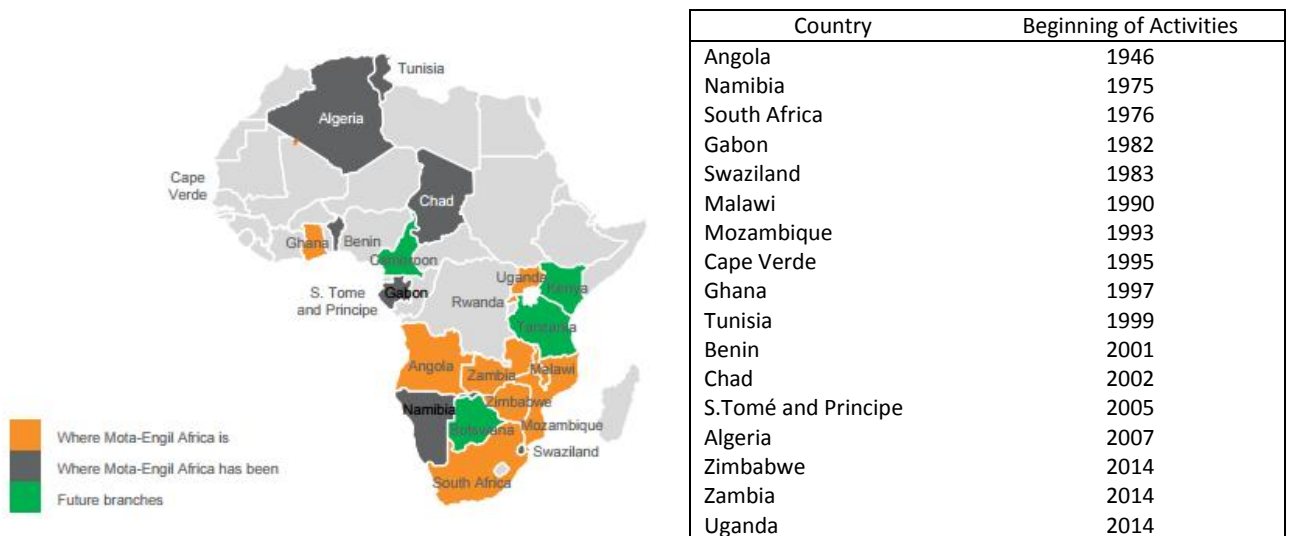 Tunisia
Algeria
Cape
Verde
Chad
Ghana
Benin
Cameroon
S. Tome
and Principe
Gabon
Uganda
Kenya
Rwanda
Tanzania
Angola
Zambia
Malawi
Namibia
Zimbabwe
Botswana
Mozambique
Swaziland
South Africa
Where Mota-Engil Africa is
Where Mota-Engil Africa has been
Future branches
Country Beginning of Activities
Angola 1946
Namibia 1975
South Africa 1976
Gabon 1982
Swaziland 1983
Malawi 1990
Mozambique 1993
Cape Verde 1995
Ghana 1997
Tunisia 1999
Benin 2001
Chad 2002
S.Tomé and Principe 2005
Algeria 2007
Zimbabwe 2014
Zambia 2014
Uganda 2014